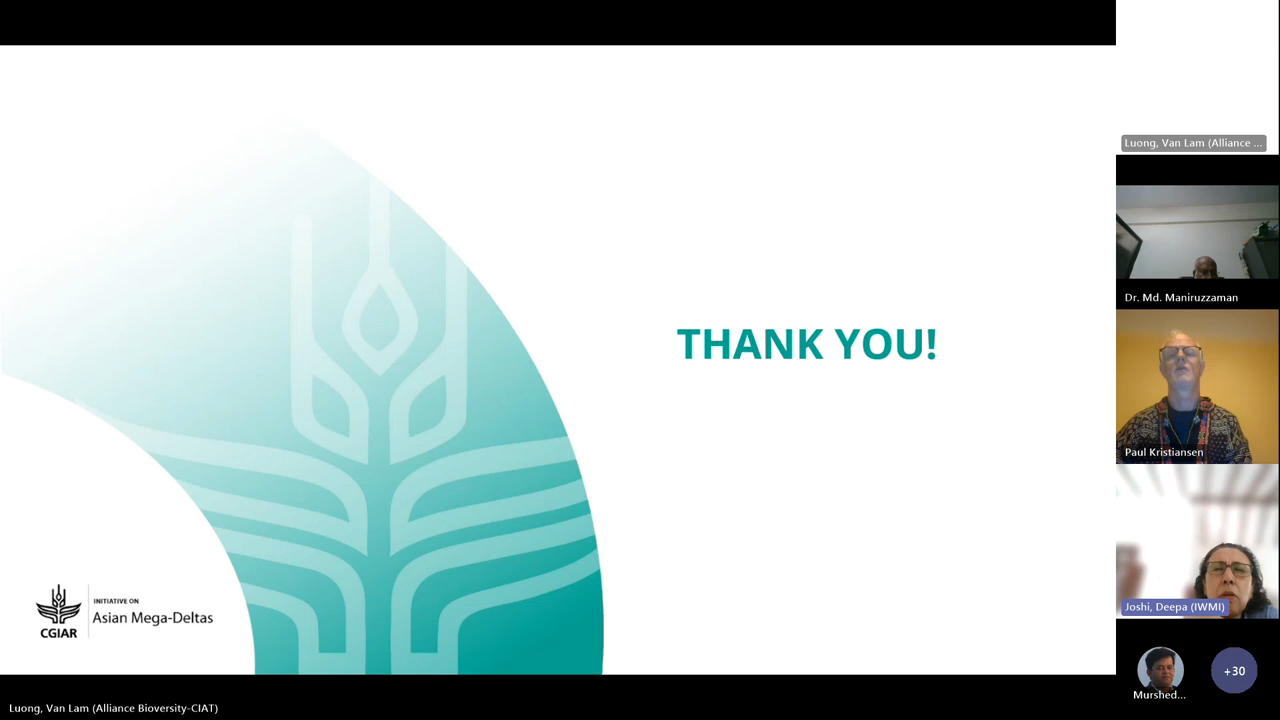 THANK YOU!
INITIATIVE ON
Asian Mega-Deltas
CGIAR
Luong, Van Lam (Alliance Bioversity-CIAT)
Luong, Van Lam (Alliance ...
Dr. Md. Maniruzzaman
Paul Kristiansen
Joshi, Deepa (IWMI)
Murshed...
+30